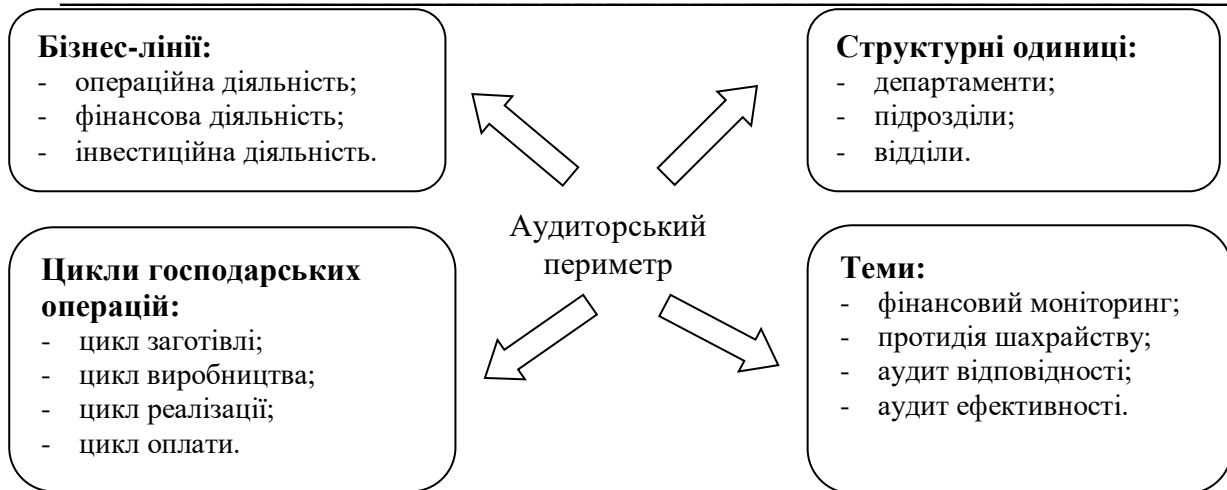 Бізнес-лінії:
- операційна діяльність;
- фінансова діяльність;
- інвестиційна діяльність.
Структурні одиниці:
- департаменти;
- підрозділи;
- відділи.
Аудиторський
периметр
Цикли господарських
операцій:
- цикл заготівлі;
- цикл виробництва;
- цикл реалізації;
- цикл оплати.
Теми:
- фінансовий моніторинг;
- протидія шахрайству;
- аудит відповідності;
- аудит ефективності.